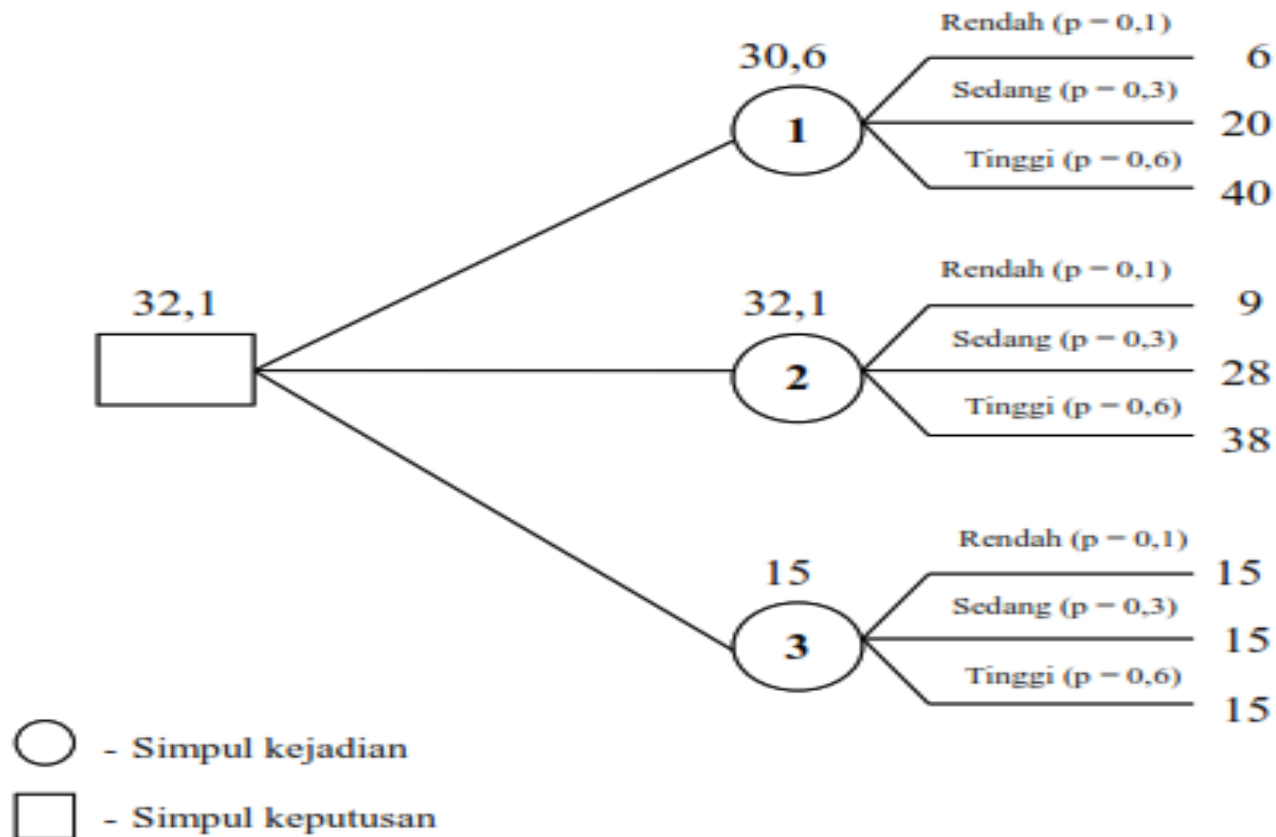 Rendah (p = 0,1)
30,6
6
Sedang (p = 0,3)
1
20
Tinggi (p = 0,6)
40
Rendah (p = 0,1)
32,1
32,1
9
Sedang (p = 0,3)
2
28
Tinggi (p = 0,6)
38
Rendah (p = 0,1)
15
15
Sedang (p = 0,3)
3
15
Tinggi (p = 0,6)
15
- Simpul kejadian
- Simpul keputusan